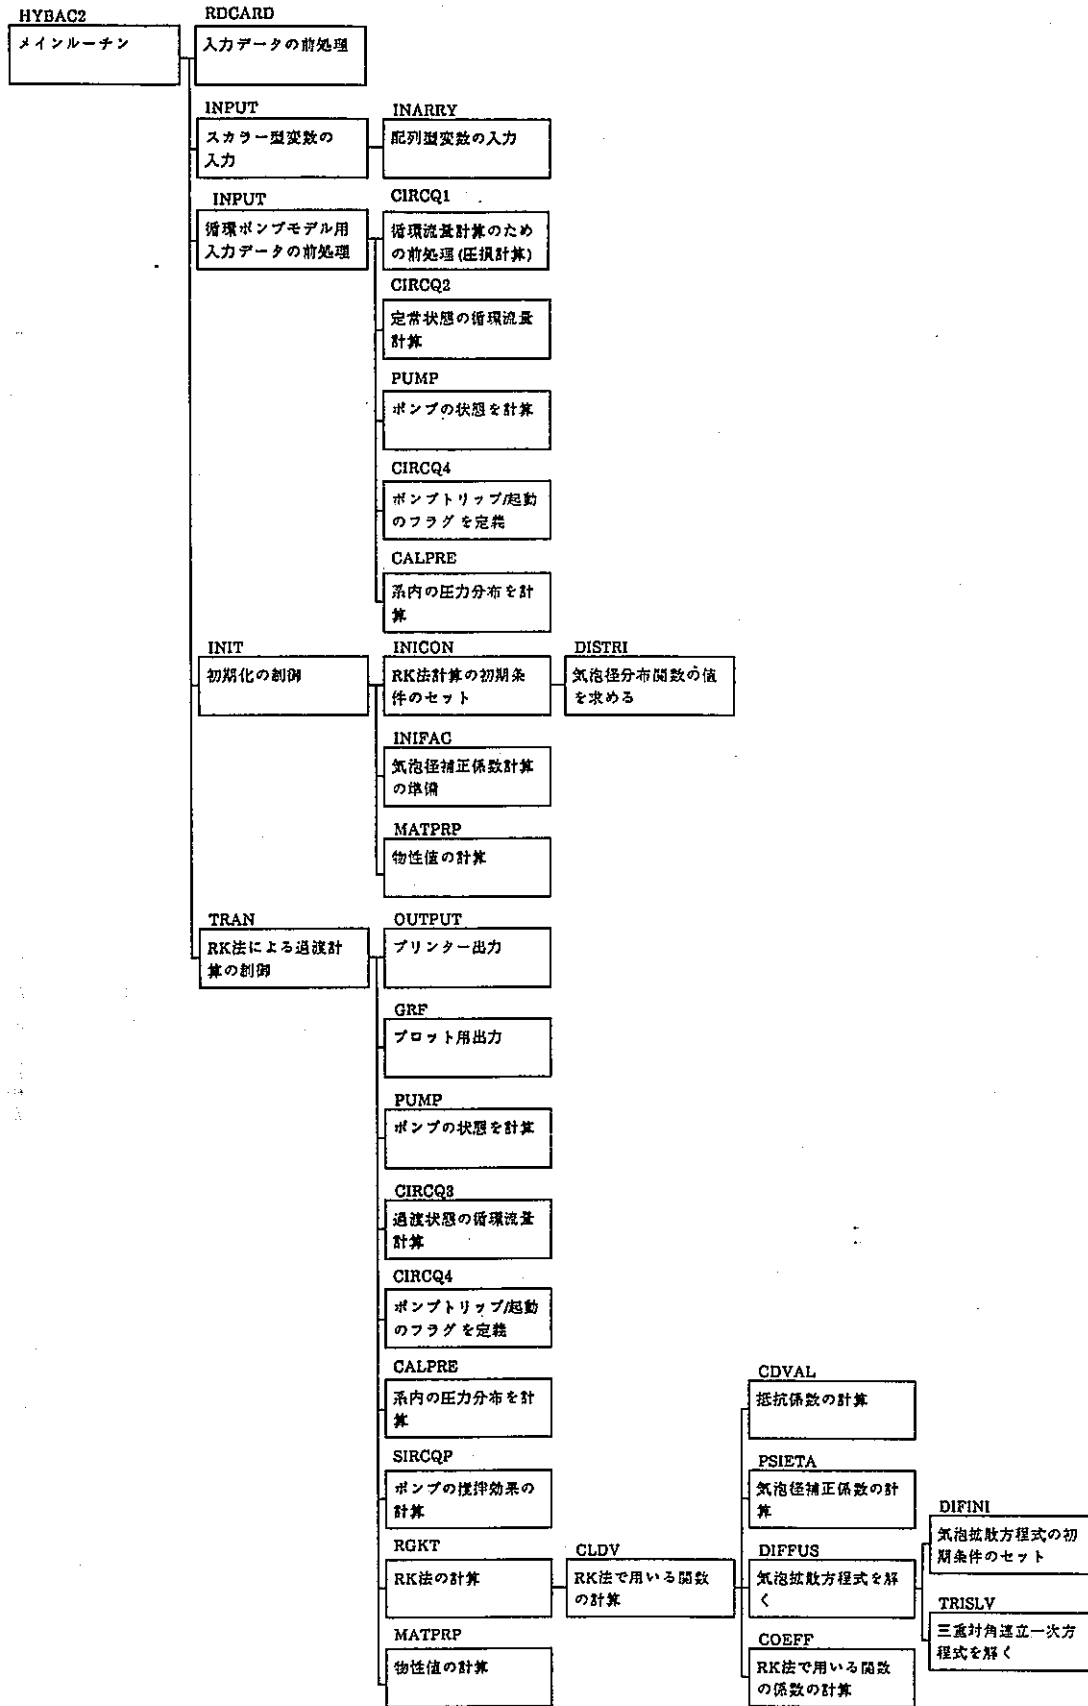 HYBAC2
メインルーチン
RDCARD
入力データの前処理
INPUT
スカラー型変数の
入力
INARRY
配列型変数の入力
INPUT
循環ポンプモデル用
入力データの前処理
CIRCQ1
循環流量計算のため
の前処理(圧損計算)
CIRCQ2
定常状態の循環流量
計算
PUMP
ポンプの状態を計算
CIRCQ4
ポンプトリップ/起動
のフラグを定義
CALPRE
系内の圧力分布を計
算
INIT
初期化の制御
INICON
RK法計算の初期条
件のセット
DISTRI
気泡径分布関数の値
を求める
INIFAC
気泡径補正係数計算
の準備
MATPRP
物性値の計算
TRAN
RK法による過渡計
算の制御
OUTPUT
プリンター出力
GRF
プロット用出力
PUMP
ポンプの状態を計算
CIRCQ3
過渡状態の循環流量
計算
CIRCQ4
ポンプトリップ/起動
のフラグを定義
CALPRE
系内の圧力分布を計
算
SIRCQP
ポンプの攪拌効果の
計算
RGKT
RK法の計算
CLDV
RK法で用いる関数
の計算
CDVAL
抵抗係数の計算
PSIETA
気泡径補正係数の計
算
DIFFUS
気泡拡散方程式を解
く
DIFINI
気泡拡散方程式の初
期条件のセット
TRISLV
三重対角連立一次方
程式を解く
COEFF
RK法で用いる関数
の係数の計算
MATPRP
物性値の計算